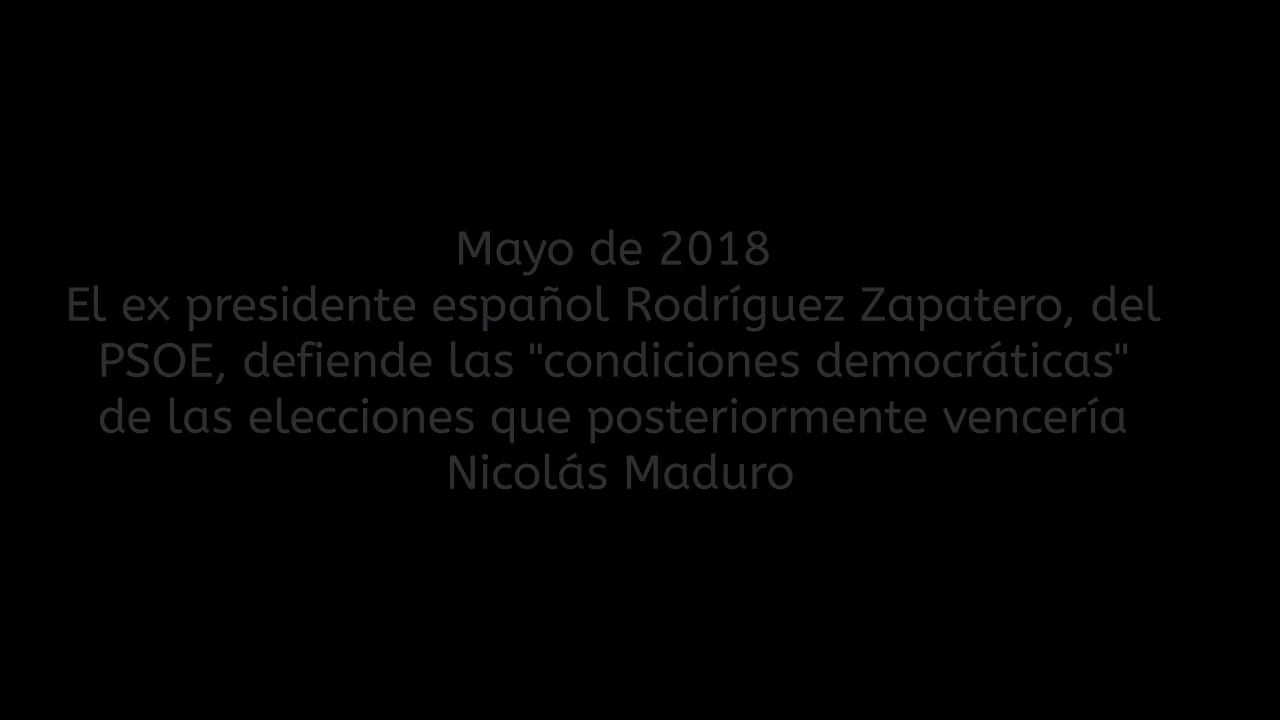 Mayo de 2018
El ex presidente español Rodríguez Zapatero, del
PSOE, defiende las "condiciones democráticas"
de las elecciones que posteriormente vencería
Nicolás Maduro